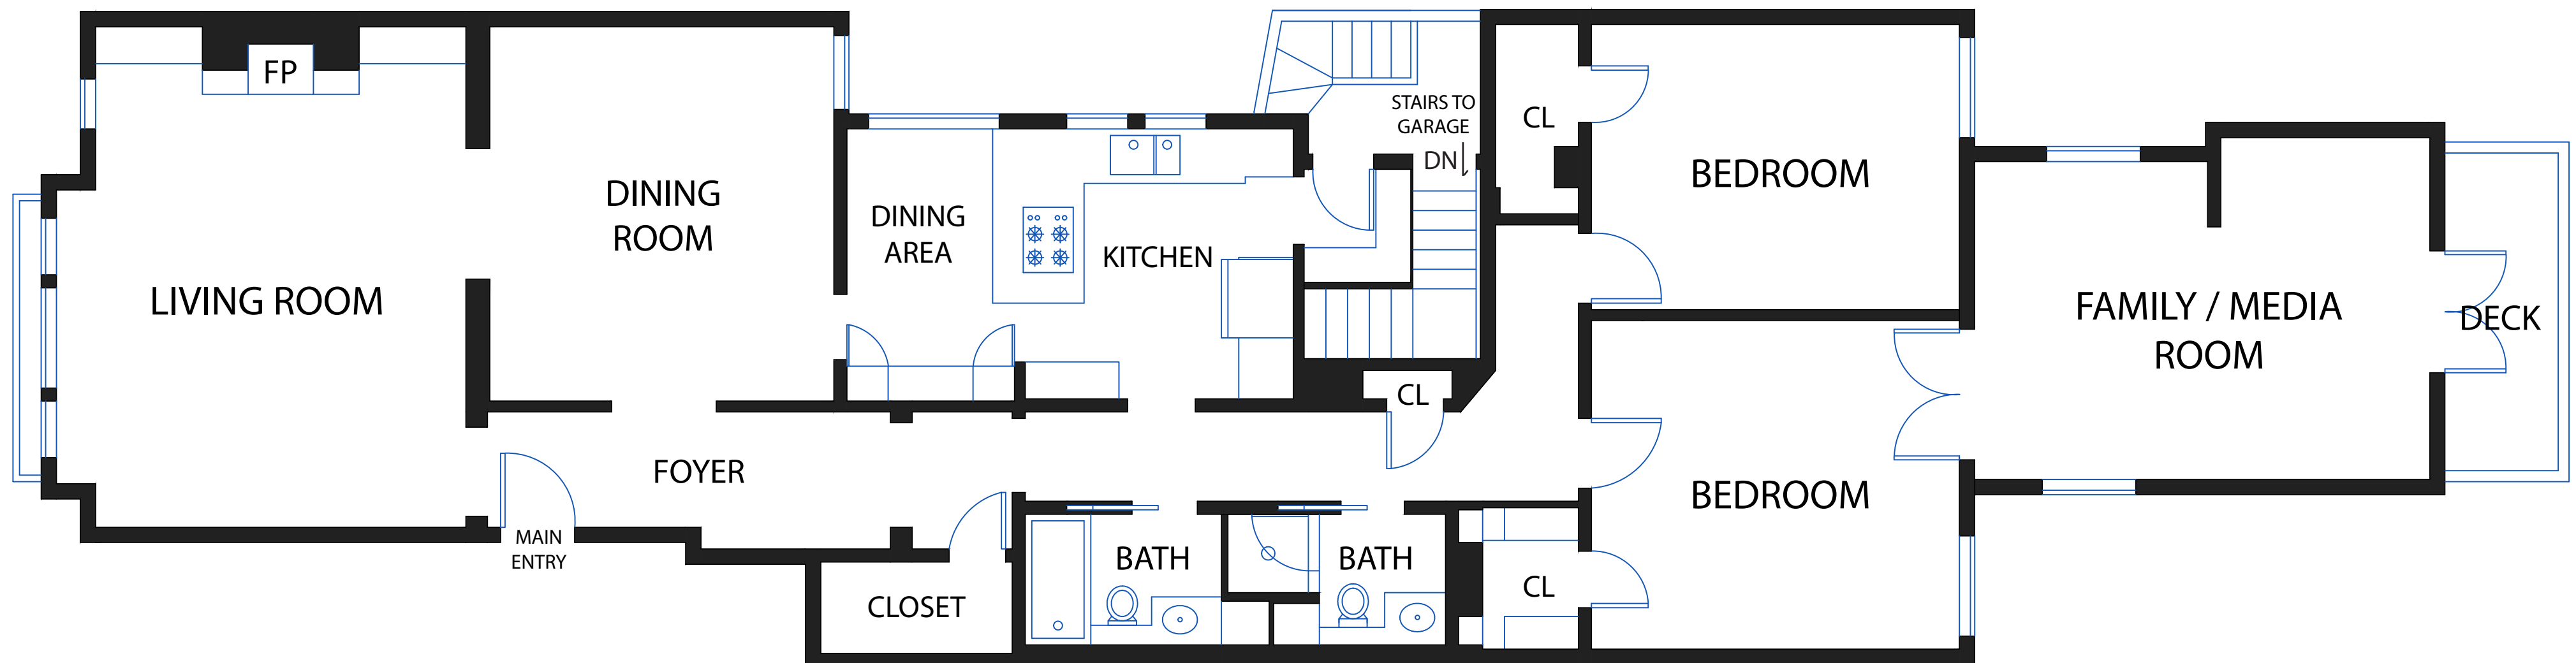 FP
LIVING ROOM
DINING
ROOM
DINING
AREA
KITCHEN
STAIRS TO
GARAGE
DN
CL
BEDROOM
FAMILY / MEDIA
ROOM
DECK
CL
FOYER
MAIN
ENTRY
CLOSET
BATH
BATH
CL
BEDROOM